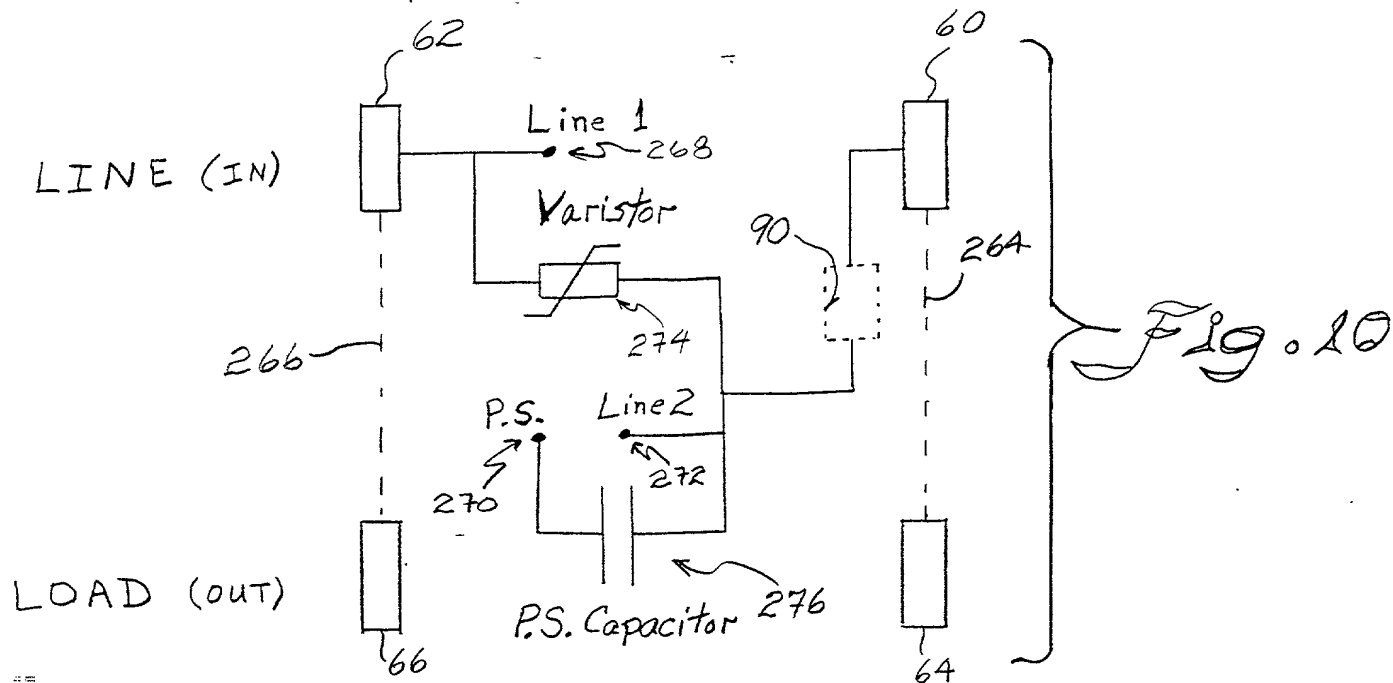 62
60
Line 1
268
LINE (IN)
Varistor
90
264
274
266
Fig. 10
P.S.
Line 2
272
270
LOAD (OUT)
P.S. Capacitor
276
66
64